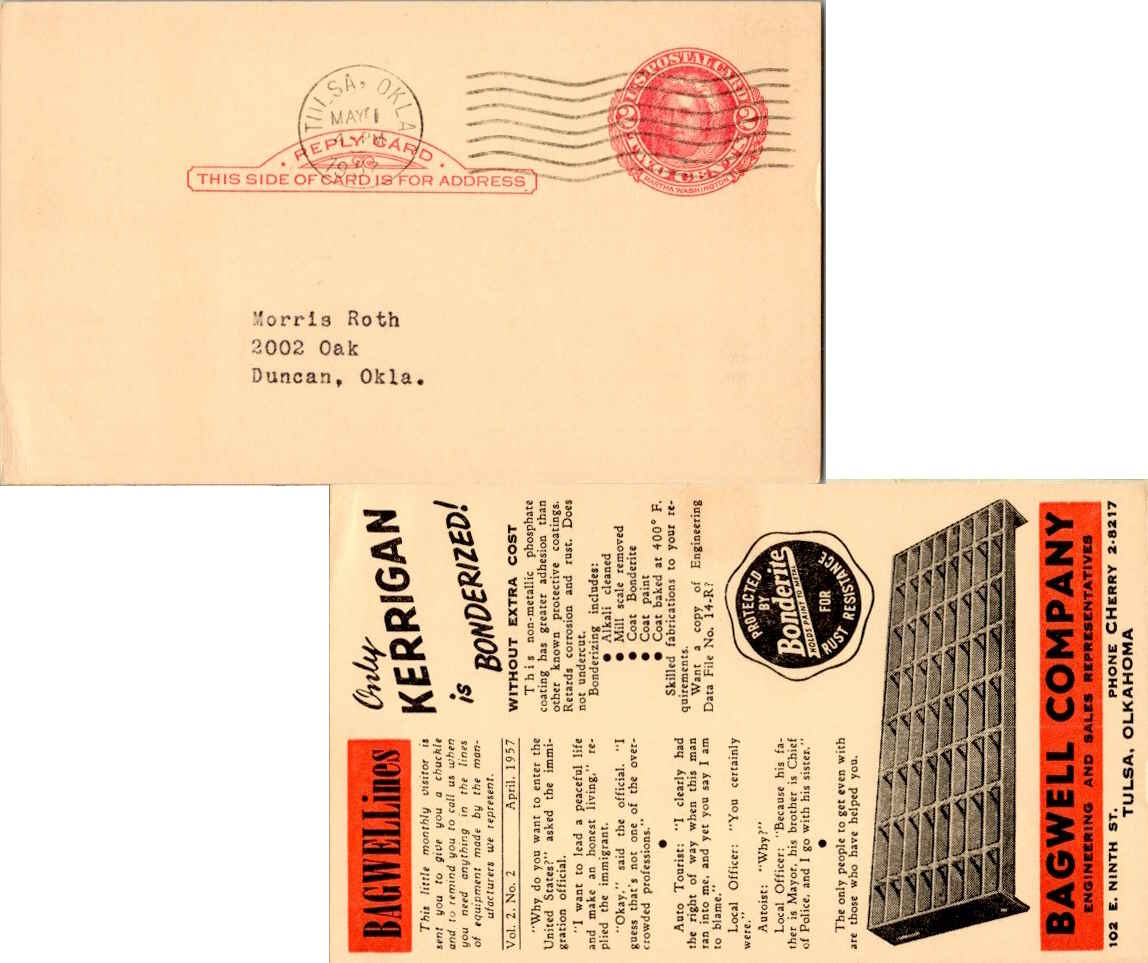 U.S. POSTAL CARD
2 2
TWO CENTS
MARTHA WASHINGTON
TULSA, OKLA
MAY 1
PM
REPLY CARD
THIS SIDE OF CARD IS FOR ADDRESS
Morris Roth
2002 Oak
Duncan, Okla.
BAGWELLines
This little monthly visitor is
sent you to give you a chuckle
and to remind you to call us when
you need anything in the lines
of equipment made by the man-
ufacturers we represent.
Vol. 2, No. 2 April, 1957
"Why do you want to enter the
United States?" asked the immi-
gration official.
"I want to lead a peaceful life
and make an honest living," re-
plied the immigrant.
"Okay," said the official. "I
guess that's not one of the over-
crowded professions."
●
Auto Tourist: "I clearly had
the right of way when this man
ran into me, and yet you say I am
to blame."
Local Officer: "You certainly
were."
Autoist: "Why?"
Local Officer: "Because his fa-
ther is Mayor, his brother is Chief
of Police, and I go with his sister."
●
The only people to get even with
are those who have helped you.
Only
KERRIGAN
is
BONDERIZED!
WITHOUT EXTRA COST
This non-metallic phosphate
coating has greater adhesion than
other known protective coatings.
Retards corrosion and rust. Does
not undercut.
Bonderizing includes:
● Alkali cleaned
● Mill scale removed
● Coat Bonderite
● Coat paint
● Coat baked at 400° F.
Skilled fabrications to your re-
quirements.
Want a copy of Engineering
Data File No. 14-R?
PROTECTED
BY
Bonderite
HOLDS PAINT TO METAL
FOR
RUST RESISTANCE
BAGWELL COMPANY
ENGINEERING AND SALES REPRESENTATIVES
102 E. NINTH ST. PHONE CHERRY 2-8217
TULSA, OLKAHOMA